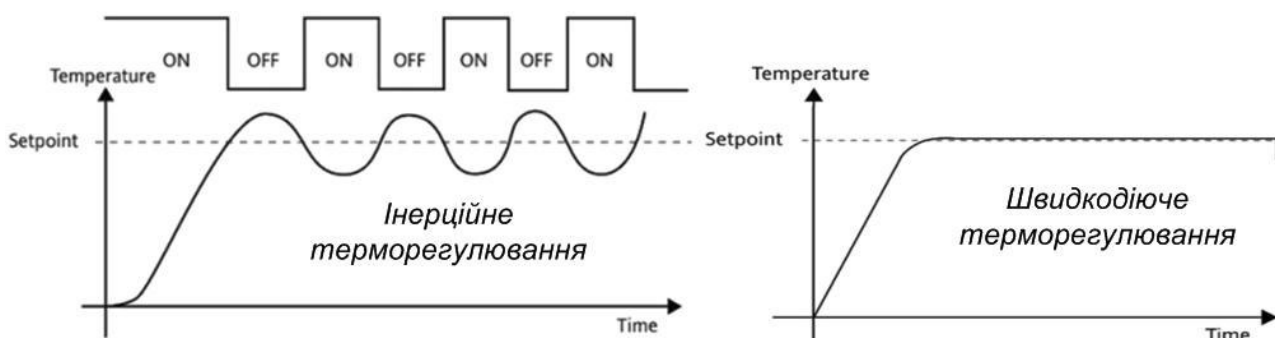 ON OFF ON OFF ON OFF ON
Temperature
Setpoint
Інерційне
терморегулювання
Time
Temperature
Setpoint
Швидкодіюче
терморегулювання
Time